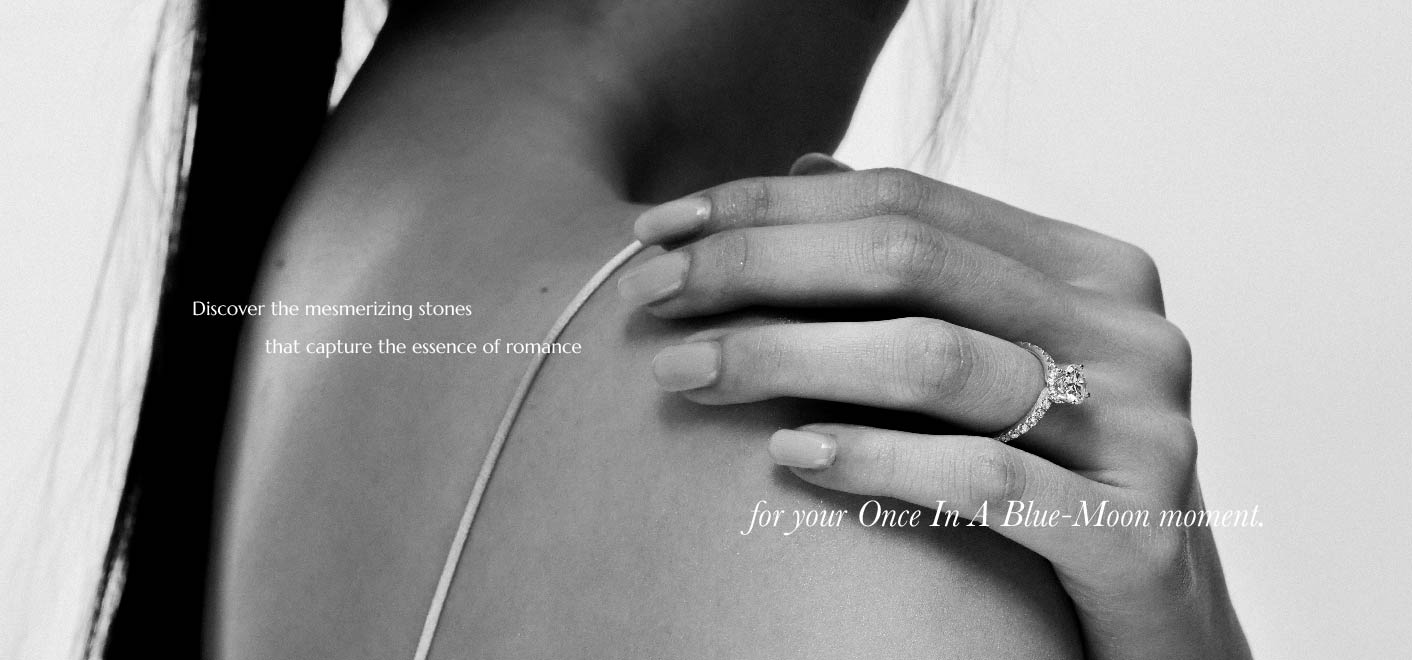 Discover the mesmerizing stones
that capture the essence of romance
for your Once In A Blue-Moon moment.